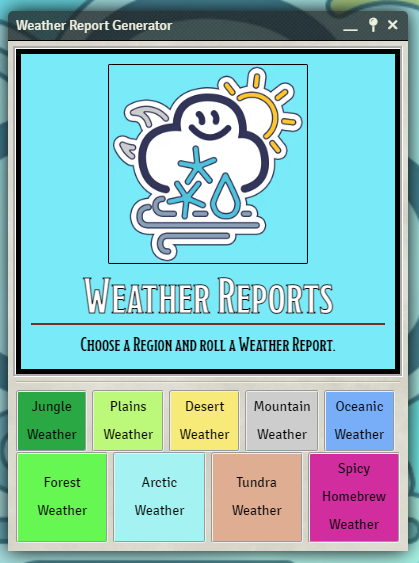 Weather Report Generator
Weather Reports
Choose a Region and roll a Weather Report.
Jungle Weather
Plains Weather
Desert Weather
Mountain Weather
Oceanic Weather
Forest Weather
Arctic Weather
Tundra Weather
Spicy Homebrew Weather